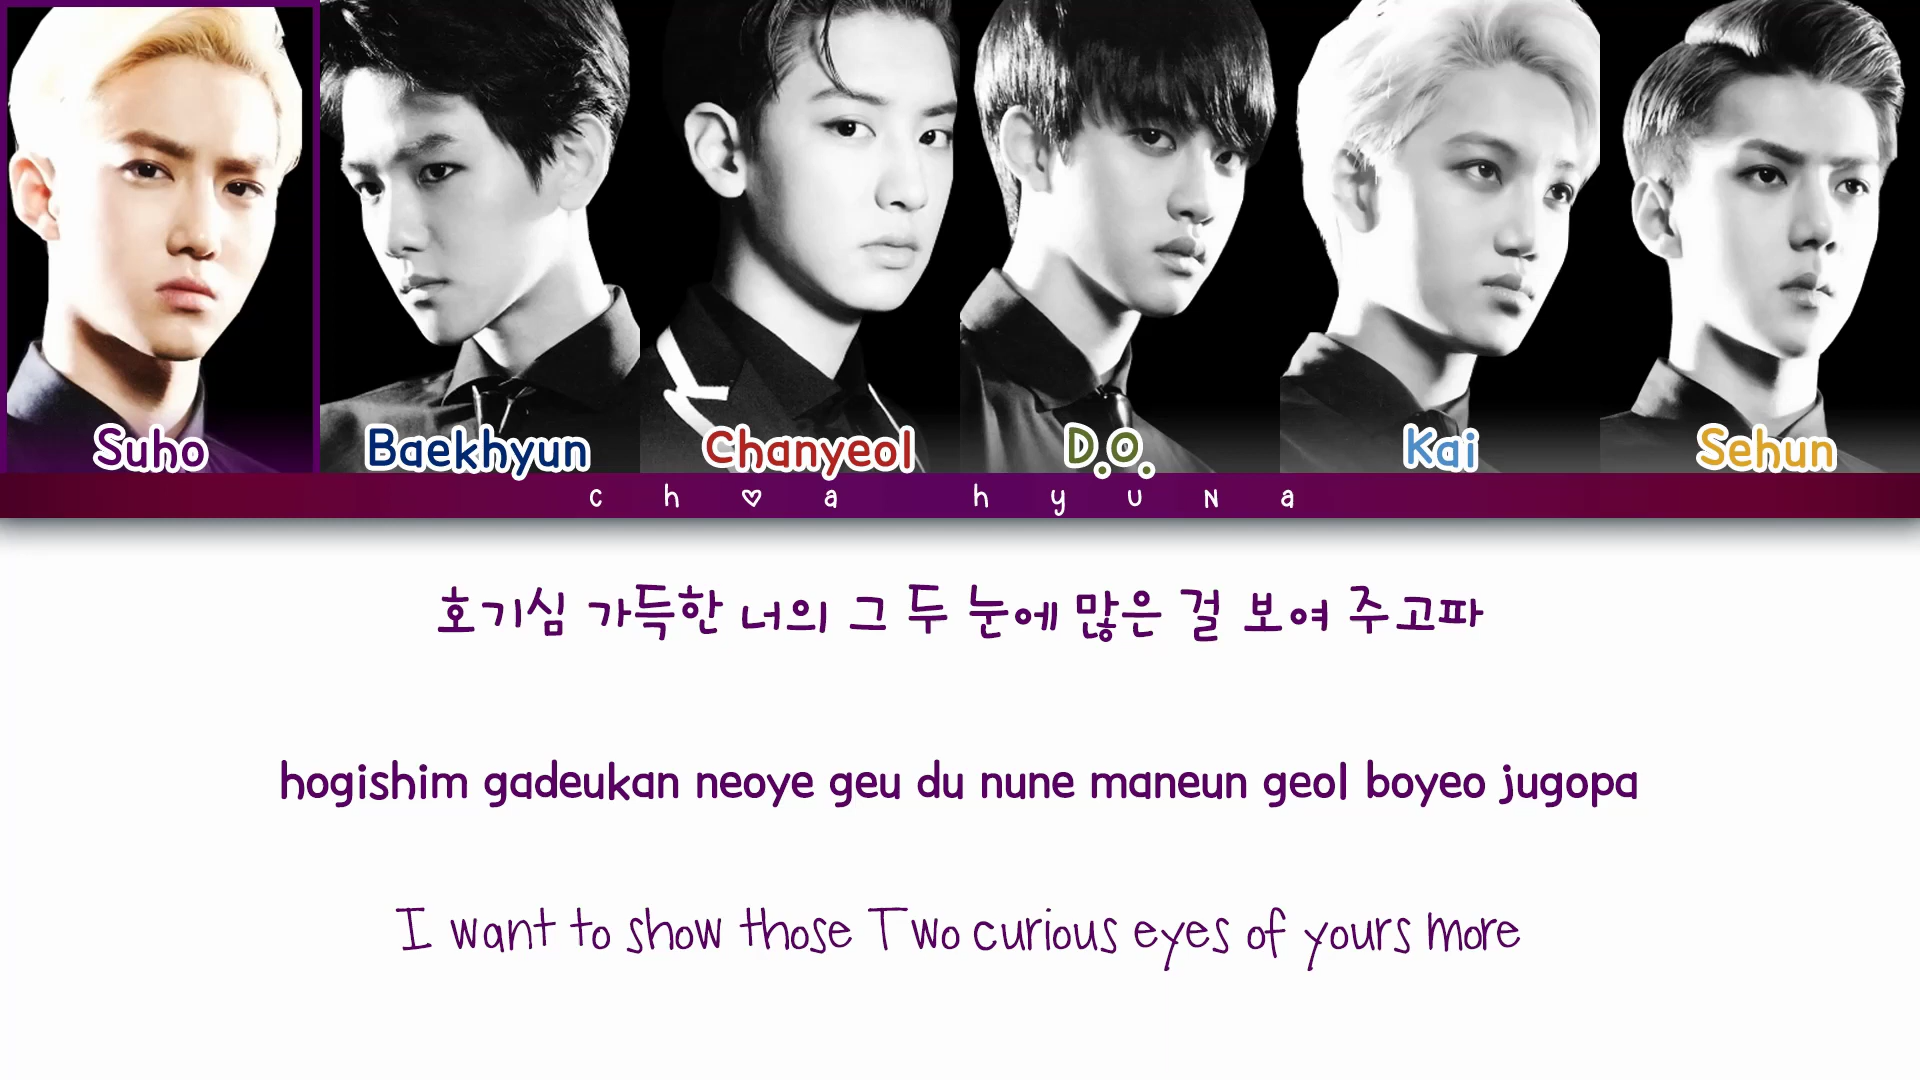 Suho Baekhyun Chanyeol D.O. Kai Sehun
c h ♡ a h y u N a
호기심 가득한 너의 그 두 눈에 많은 걸 보여 주고파
hogishim gadeukan neoye geu du nune maneun geol boyeo jugopa
I want to show those Two curious eyes of yours more